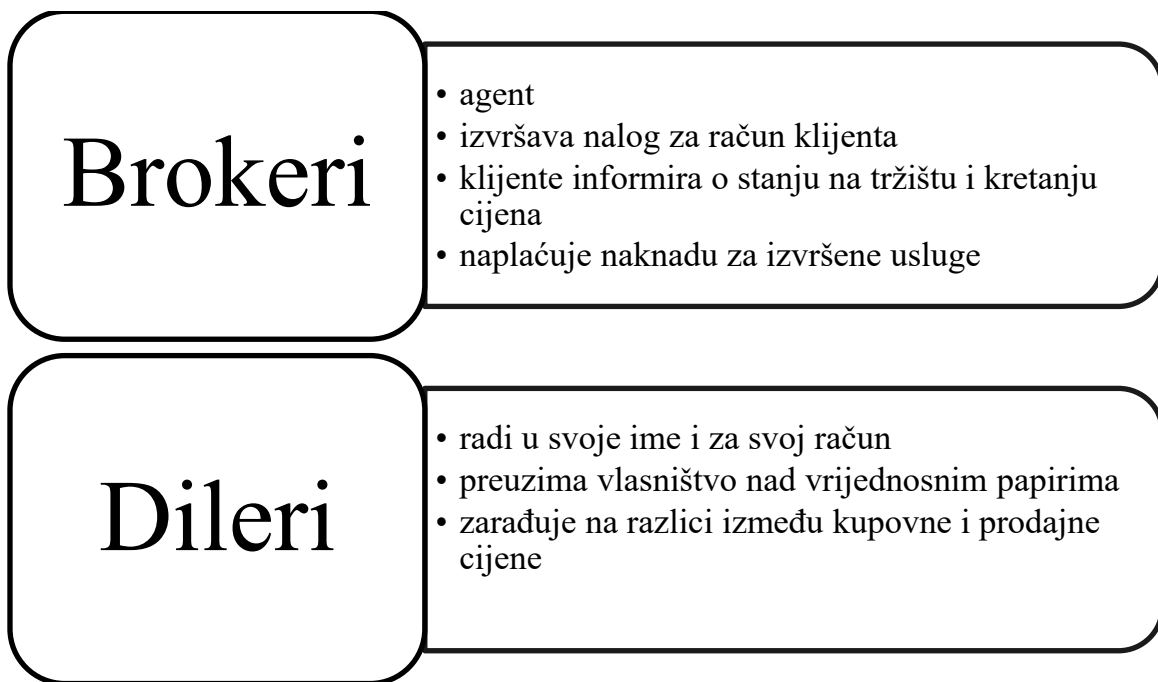 Brokeri
• agent
• izvršava nalog za račun klijenta
• klijente informira o stanju na tržištu i kretanju
cijena
• naplaćuje naknadu za izvršene usluge
Dileri
• radi u svoje ime i za svoj račun
• preuzima vlasništvo nad vrijednosnim papirima
• zarađuje na razlici između kupovne i prodajne
cijene